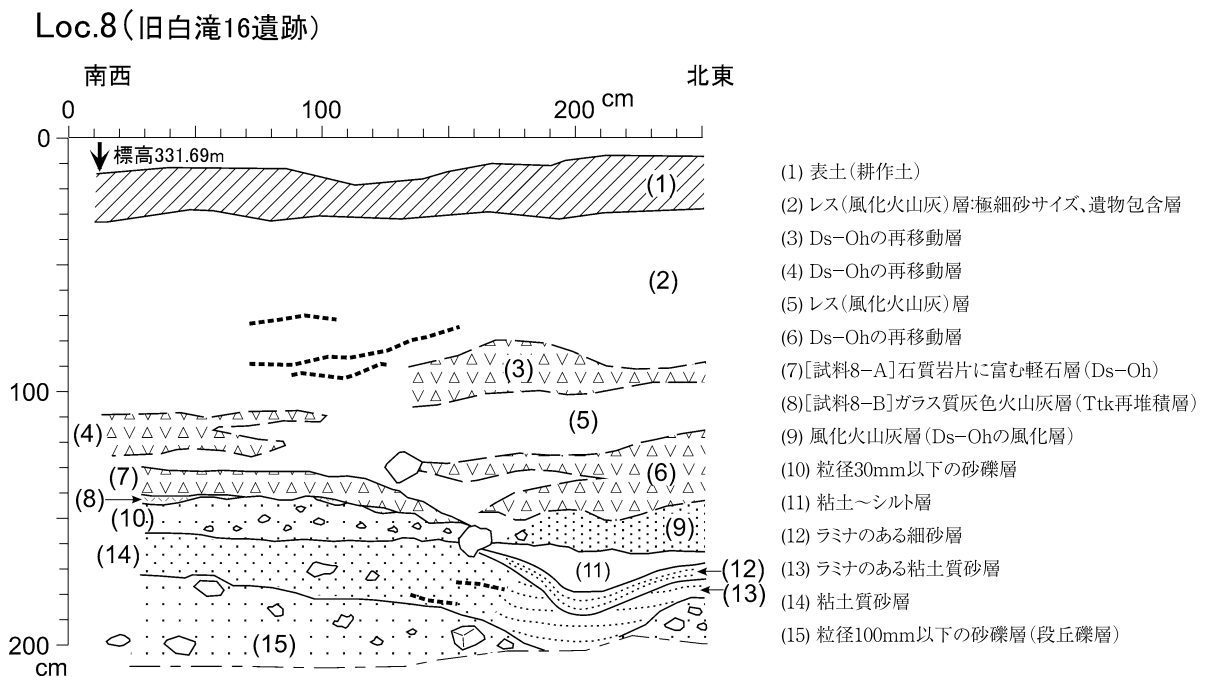 Loc.8（旧白滝16遺跡）
南西
北東
0
100
200
cm
0
標高331.69m
(1)
(2)
(3)
100
(5)
(4)
(6)
(7)
(8)
(10)
(9)
(14)
(11)
(12)
(13)
(15)
200
cm
(1) 表土（耕作土）
(2) レス（風化火山灰）層：極細砂サイズ、遺物包含層
(3) Ds−Ohの再移動層
(4) Ds−Ohの再移動層
(5) レス（風化火山灰）層
(6) Ds−Ohの再移動層
(7)［試料8−A］石質岩片に富む軽石層（Ds−Oh）
(8)［試料8−B］ガラス質灰色火山灰層（Ttk再堆積層）
(9) 風化火山灰層（Ds−Ohの風化層）
(10) 粒径30mm以下の砂礫層
(11) 粘土〜シルト層
(12) ラミナのある細砂層
(13) ラミナのある粘土質砂層
(14) 粘土質砂層
(15) 粒径100mm以下の砂礫層（段丘礫層）